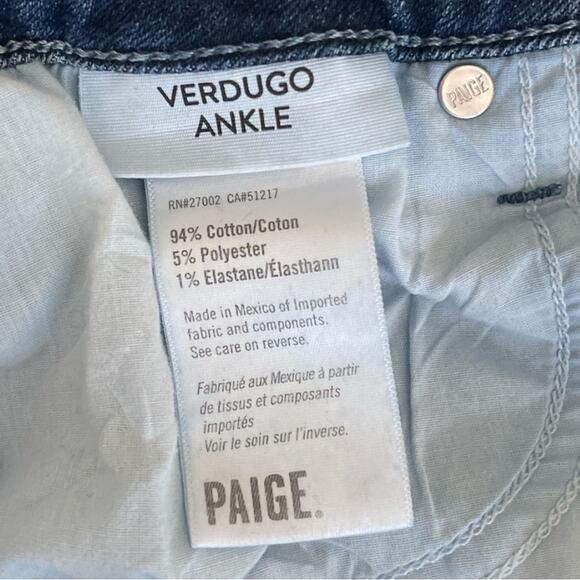 VERDUGO
ANKLE
PAIGE
RN#27002 CA#51217
94% Cotton/Coton
5% Polyester
1% Elastane/Élasthann
Made in Mexico of Imported
fabric and components.
See care on reverse.
Fabriqué aux Mexique à partir
de tissus et composants
importés
Voir le soin sur l'inverse.
PAIGE.